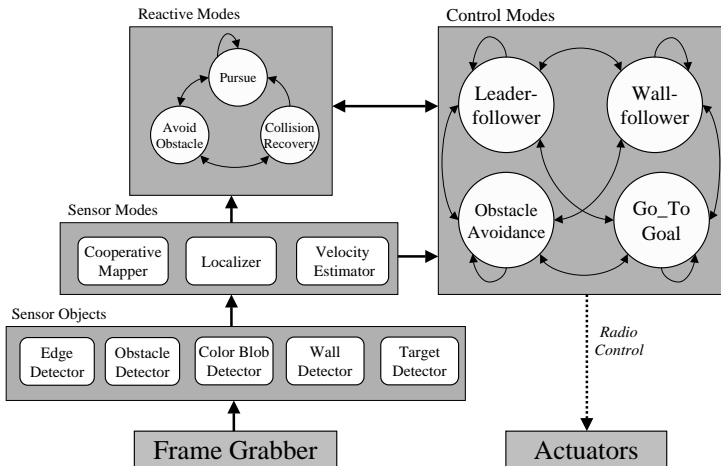 Reactive Modes
Control Modes
Pursue
Avoid
Obstacle
Collision
Recovery
Leader-
follower
Wall-
follower
Obstacle
Avoidance
Go_To
Goal
Sensor Modes
Cooperative
Mapper
Localizer
Velocity
Estimator
Sensor Objects
Edge
Detector
Obstacle
Detector
Color Blob
Detector
Wall
Detector
Target
Detector
Radio
Control
Frame Grabber
Actuators